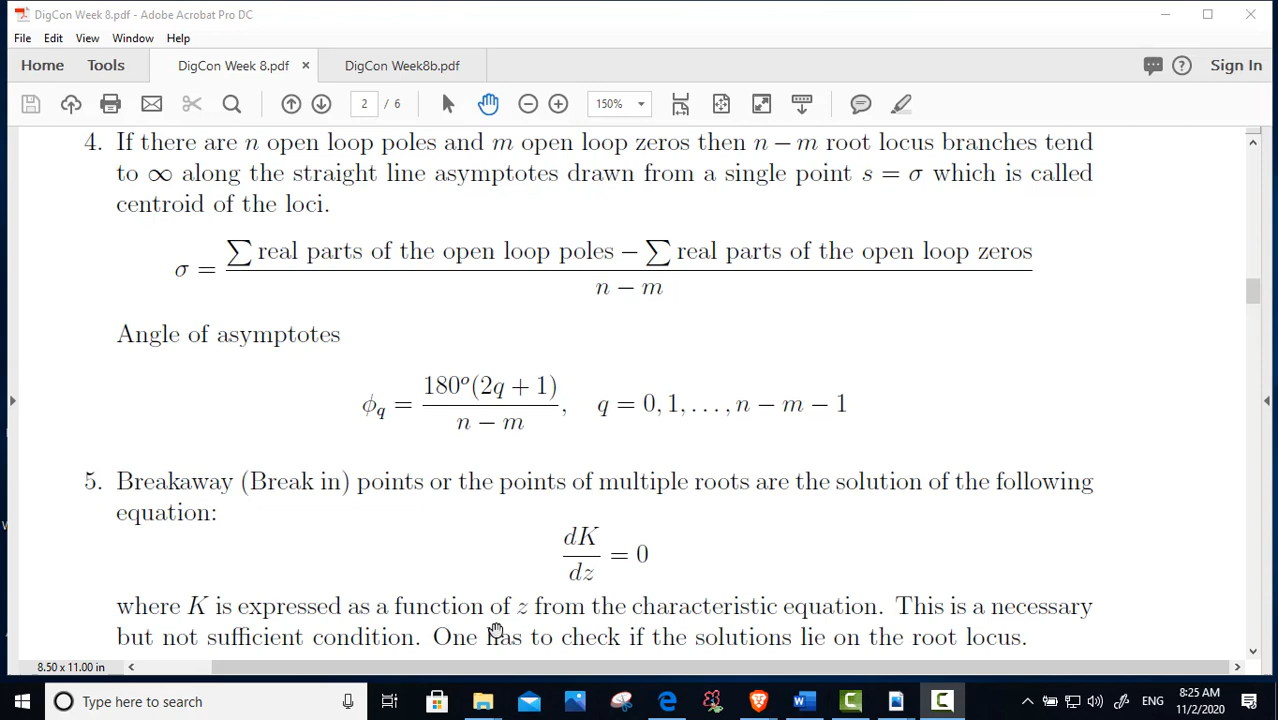 DigCon Week 8.pdf - Adobe Acrobat Pro DC
File Edit View Window Help
Home Tools DigCon Week 8.pdf × DigCon Week8b.pdf Sign In
2 / 6 150%
4. If there are n open loop poles and m open loop zeros then n − m root locus branches tend
to ∞ along the straight line asymptotes drawn from a single point s = σ which is called
centroid of the loci.
σ = (∑ real parts of the open loop poles − ∑ real parts of the open loop zeros) / (n − m)
Angle of asymptotes
ϕ_q = 180°(2q + 1) / (n − m), q = 0, 1, . . . , n − m − 1
5. Breakaway (Break in) points or the points of multiple roots are the solution of the following
equation:
dK/dz = 0
where K is expressed as a function of z from the characteristic equation. This is a necessary
but not sufficient condition. One has to check if the solutions lie on the root locus.
8.50 x 11.00 in
Type here to search ENG 8:25 AM
11/2/2020